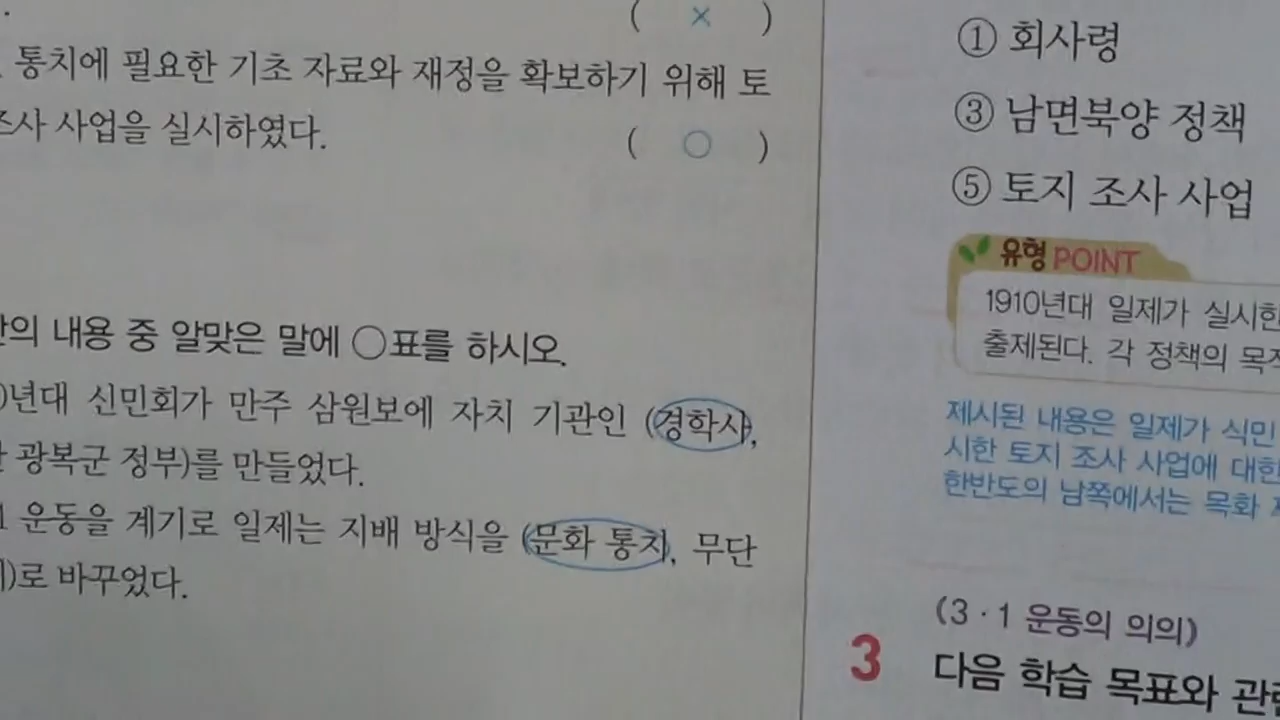 ( × )
통치에 필요한 기초 자료와 재정을 확보하기 위해 토
조사 사업을 실시하였다. ( ○ )
안의 내용 중 알맞은 말에 ○표를 하시오.
)년대 신민회가 만주 삼원보에 자치 기관인 (경학사,
광복군 정부)를 만들었다.
1 운동을 계기로 일제는 지배 방식을 (문화 통치, 무단
)로 바꾸었다.
① 회사령
③ 남면북양 정책
⑤ 토지 조사 사업
유형 POINT
1910년대 일제가 실시한
출제된다. 각 정책의 목적
제시된 내용은 일제가 식민
시한 토지 조사 사업에 대한
한반도의 남쪽에서는 목화
(3·1 운동의 의의)
3 다음 학습 목표와 관련